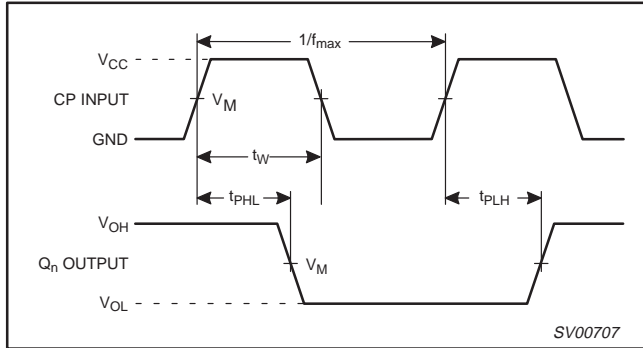 1/fmax
VCC
CP INPUT
VM
GND
tW
tPHL
tPLH
VOH
Qn OUTPUT
VM
VOL
SV00707